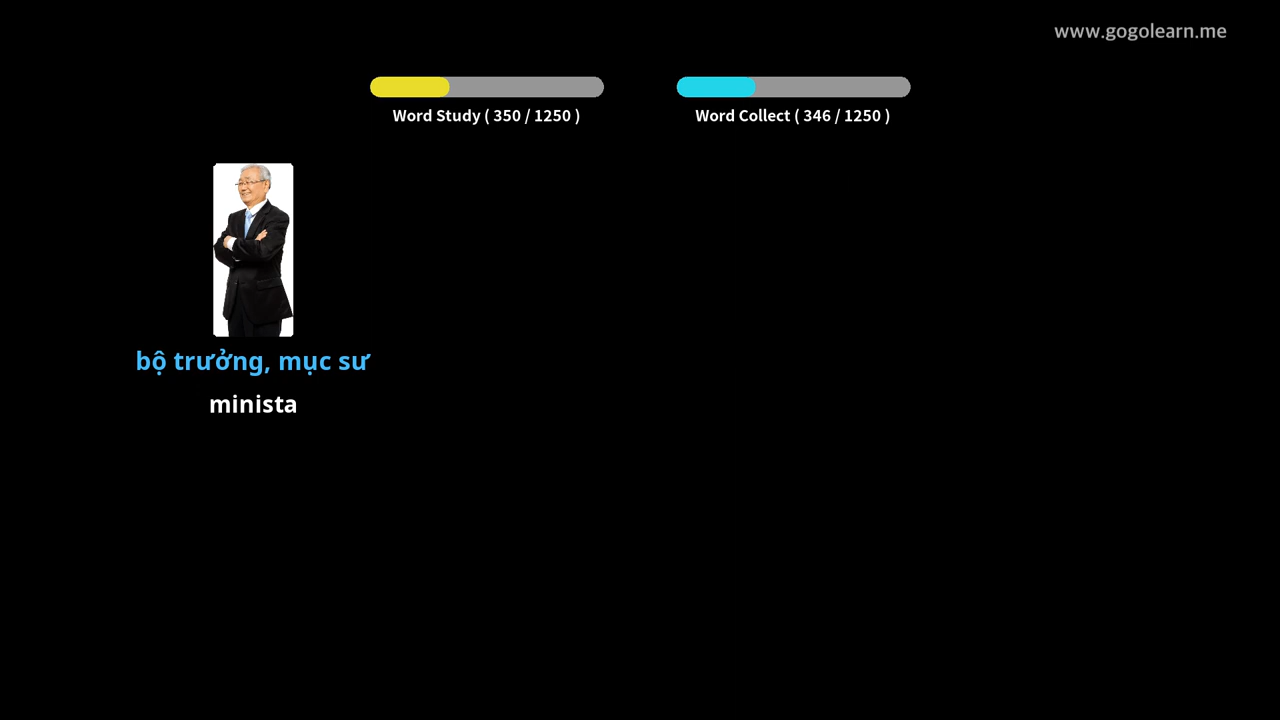 www.gogolearn.me
Word Study ( 350 / 1250 )
Word Collect ( 346 / 1250 )
bộ trưởng, mục sư
minista